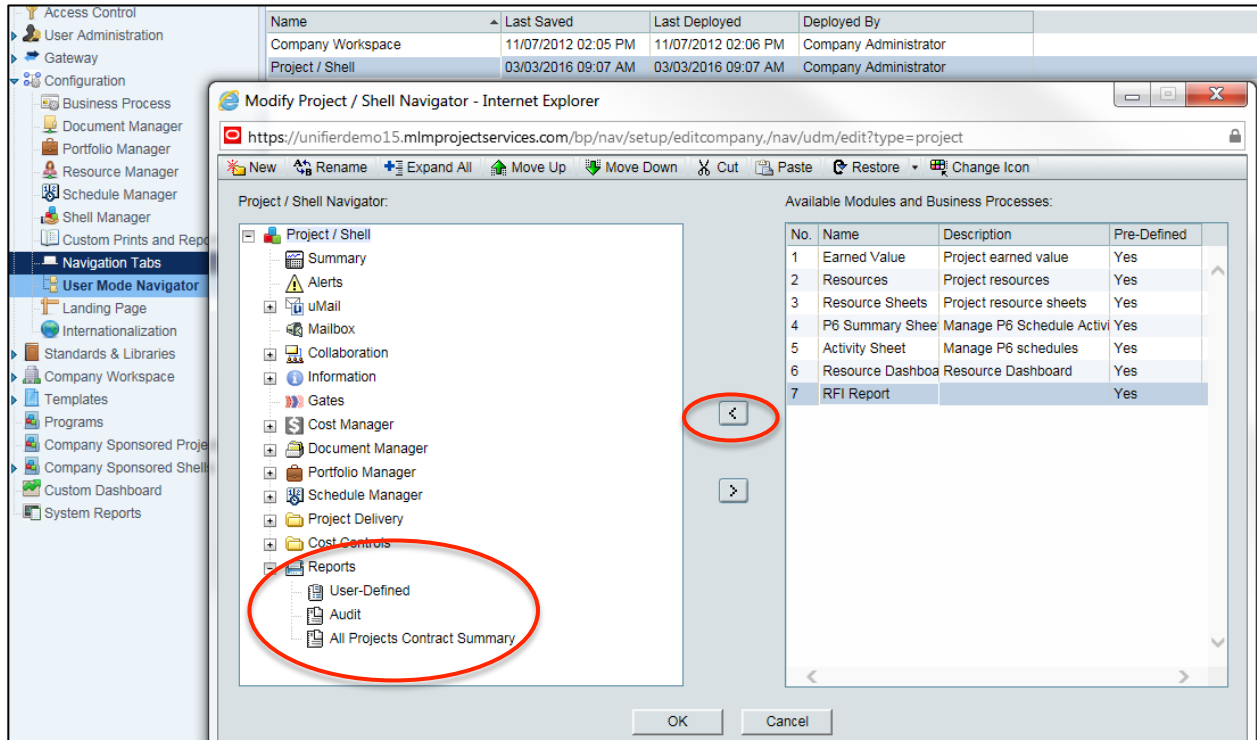 Access Control
User Administration
Gateway
Configuration
Business Process
Document Manager
Portfolio Manager
Resource Manager
Schedule Manager
Shell Manager
Custom Prints and Repo
Navigation Tabs
User Mode Navigator
Landing Page
Internationalization
Standards & Libraries
Company Workspace
Templates
Programs
Company Sponsored Proje
Company Sponsored Shells
Custom Dashboard
System Reports
Name Last Saved Last Deployed Deployed By
Company Workspace 11/07/2012 02:05 PM 11/07/2012 02:06 PM Company Administrator
Project / Shell 03/03/2016 09:07 AM 03/03/2016 09:07 AM Company Administrator
Modify Project / Shell Navigator - Internet Explorer
https://unifierdemo15.mlmprojectservices.com/bp/nav/setup/editcompany,/nav/udm/edit?type=project
New Rename Expand All Move Up Move Down Cut Paste Restore Change Icon
Project / Shell Navigator:
Project / Shell
Summary
Alerts
uMail
Mailbox
Collaboration
Information
Gates
Cost Manager
Document Manager
Portfolio Manager
Schedule Manager
Project Delivery
Cost Controls
Reports
User-Defined
Audit
All Projects Contract Summary
<
>
Available Modules and Business Processes:
No. Name Description Pre-Defined
1 Earned Value Project earned value Yes
2 Resources Project resources Yes
3 Resource Sheets Project resource sheets Yes
4 P6 Summary Shee Manage P6 Schedule Activi Yes
5 Activity Sheet Manage P6 schedules Yes
6 Resource Dashboa Resource Dashboard Yes
7 RFI Report Yes
OK Cancel